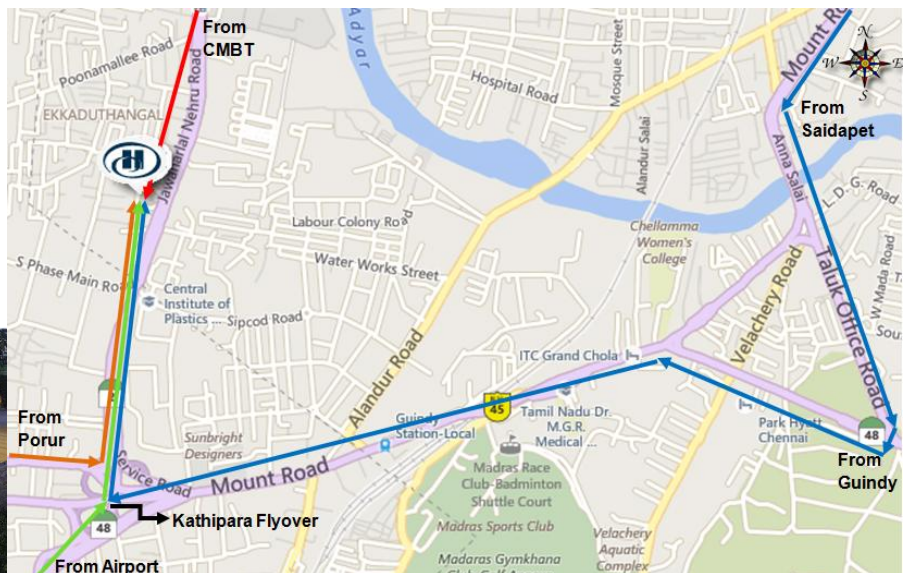 From
CMBT
Poonamallee Road
EKKADUTHANGAL
H
Jawaharlal Nehru Road
Adyar
Hospital Road
Mosque Street
Mount Ro
N
W
E
S
From
Saidapet
Anna Salai
Alandur Salai
L.D.G. Road
Labour Colony Road
Chellamma
Women's
College
Water Works Street
S Phase Main Road
Central
Institute of
Plastics ...
Sipcod Road
Velachery Road
Taluk Office Road
W Mada Road
Sou
Alandur Road
ITC Grand Chola
45
Tamil Nadu Dr.
M.G.R.
Medical ...
Park Hyatt
Chennai
48
From
Guindy
From
Porur
Sunbright
Designers
Guindy
Station-Local
Service Road
Mount Road
Madras Race
Club-Badminton
Shuttle Court
Madras Sports Club
Kathipara Flyover
48
Velachery
Aquatic
Complex
Madaras Gymkhana
From Airport